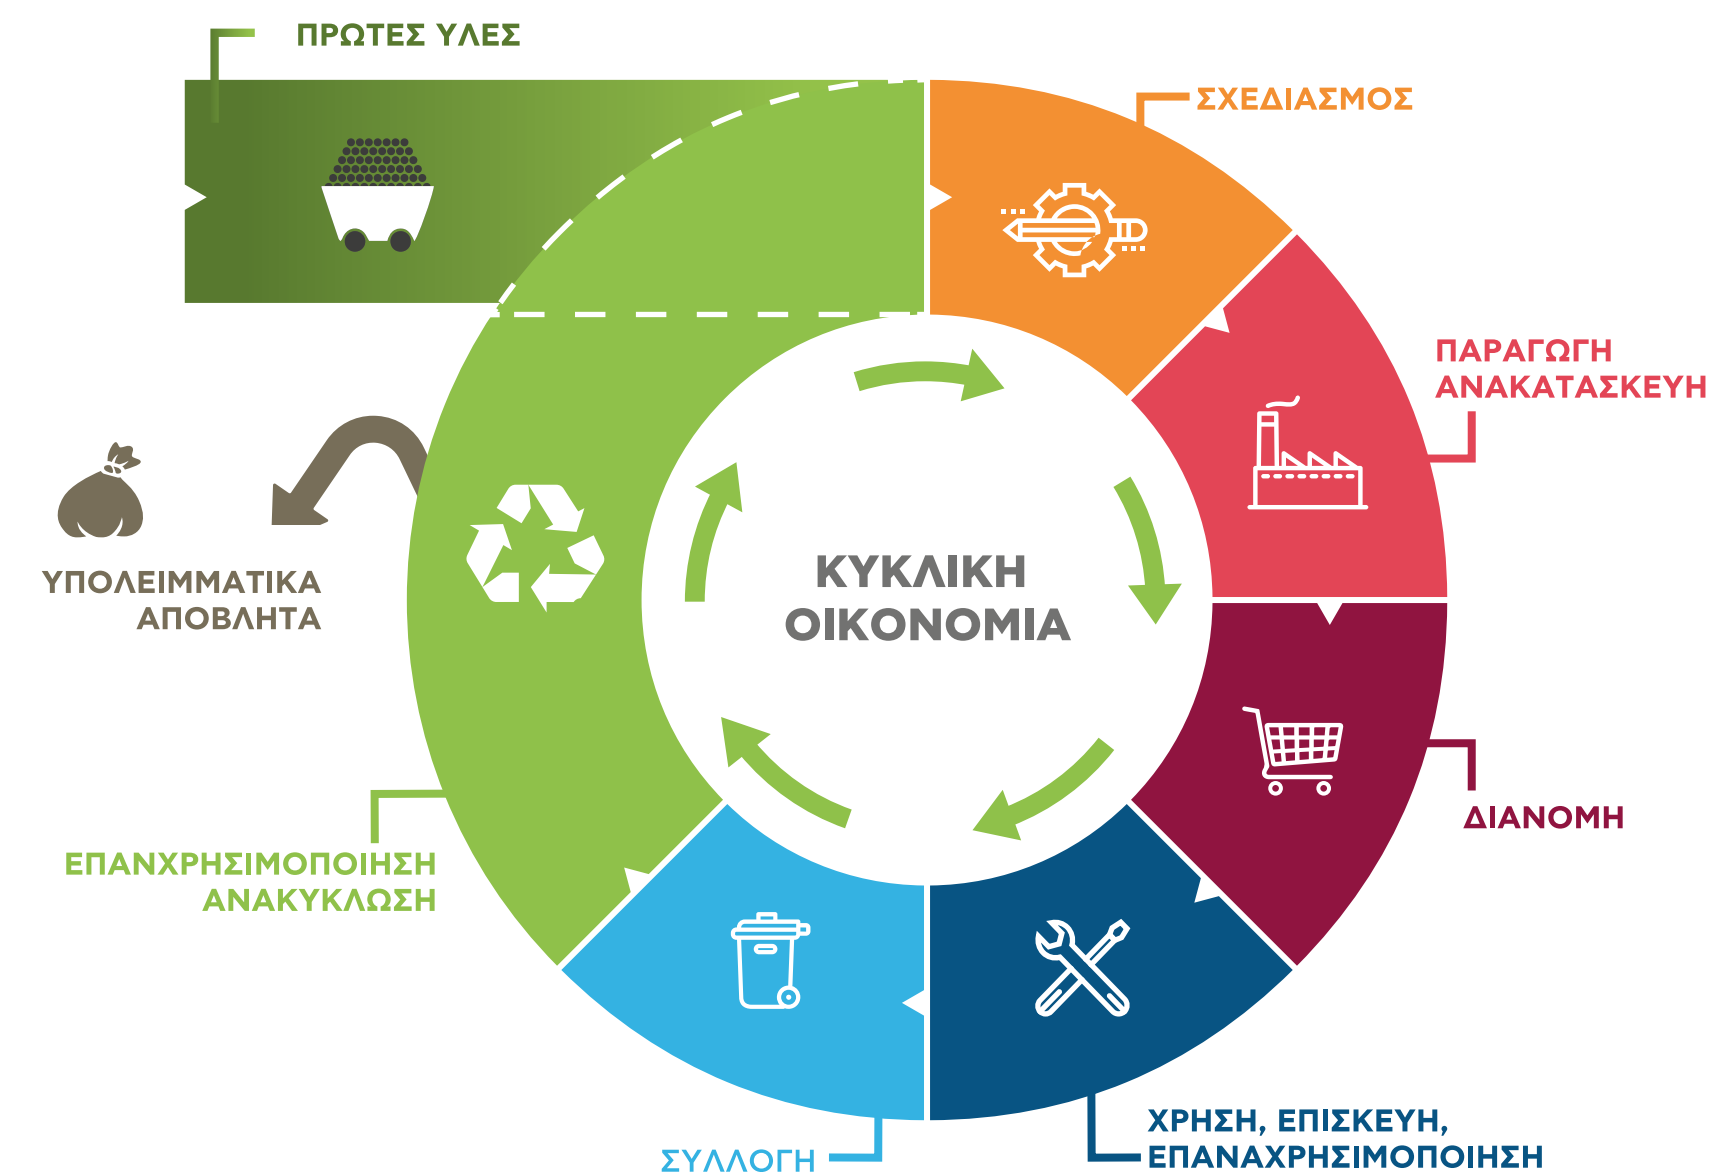 ΠΡΩΤΕΣ ΥΛΕΣ
ΣΧΕΔΙΑΣΜΟΣ
ΠΑΡΑΓΩΓΗ
ΑΝΑΚΑΤΑΣΚΕΥΗ
ΚΥΚΛΙΚΗ
ΟΙΚΟΝΟΜΙΑ
ΥΠΟΛΕΙΜΜΑΤΙΚΑ
ΑΠΟΒΛΗΤΑ
ΔΙΑΝΟΜΗ
ΕΠΑΝΧΡΗΣΙΜΟΠΟΙΗΣΗ
ΑΝΑΚΥΚΛΩΣΗ
ΧΡΗΣΗ, ΕΠΙΣΚΕΥΗ,
ΕΠΑΝΑΧΡΗΣΙΜΟΠΟΙΗΣΗ
ΣΥΛΛΟΓΗ